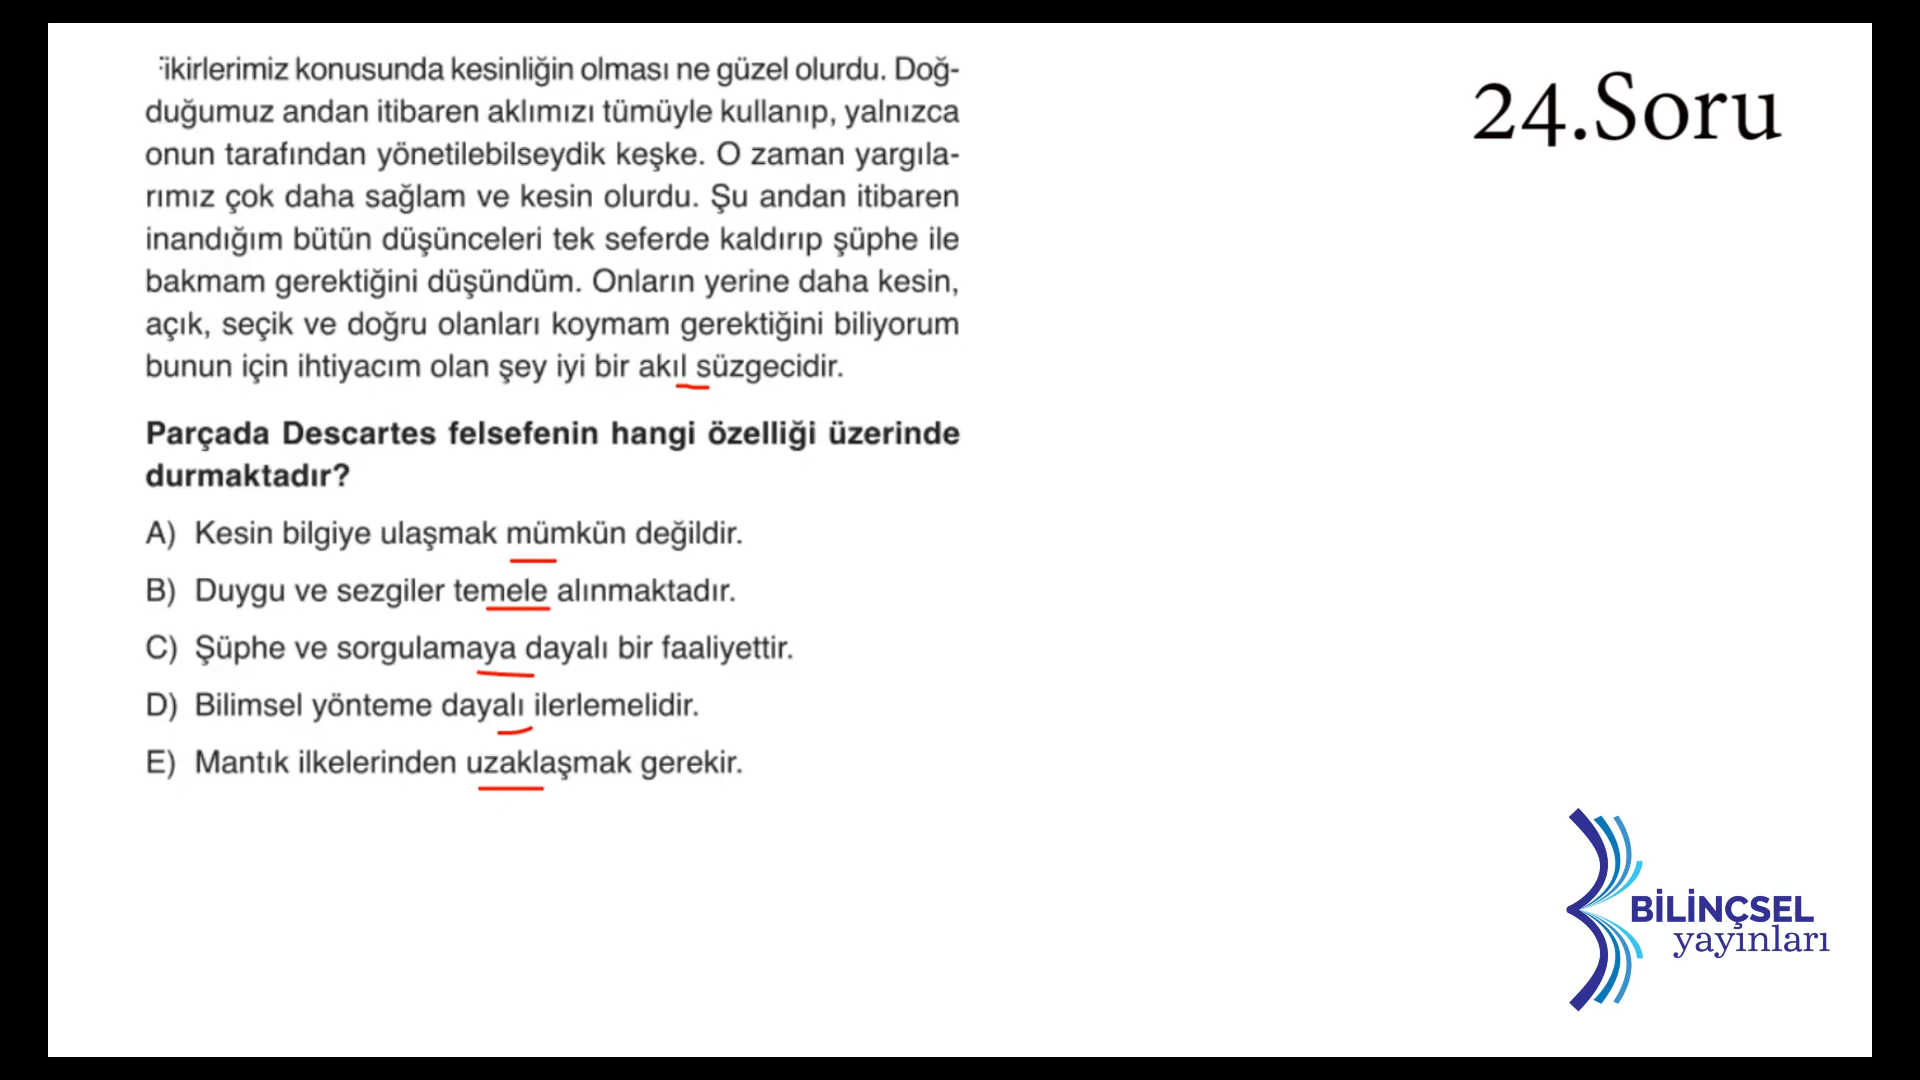 ikirlerimiz konusunda kesinliğin olması ne güzel olurdu. Doğ-
duğumuz andan itibaren aklımızı tümüyle kullanıp, yalnızca
onun tarafından yönetilebilseydik keşke. O zaman yargıla-
rımız çok daha sağlam ve kesin olurdu. Şu andan itibaren
inandığım bütün düşünceleri tek seferde kaldırıp şüphe ile
bakmam gerektiğini düşündüm. Onların yerine daha kesin,
açık, seçik ve doğru olanları koymam gerektiğini biliyorum
bunun için ihtiyacım olan şey iyi bir akıl süzgecidir.
Parçada Descartes felsefenin hangi özelliği üzerinde
durmaktadır?
A) Kesin bilgiye ulaşmak mümkün değildir.
B) Duygu ve sezgiler temele alınmaktadır.
C) Şüphe ve sorgulamaya dayalı bir faaliyettir.
D) Bilimsel yönteme dayalı ilerlemelidir.
E) Mantık ilkelerinden uzaklaşmak gerekir.
24.Soru
BİLİNÇSEL
yayınları